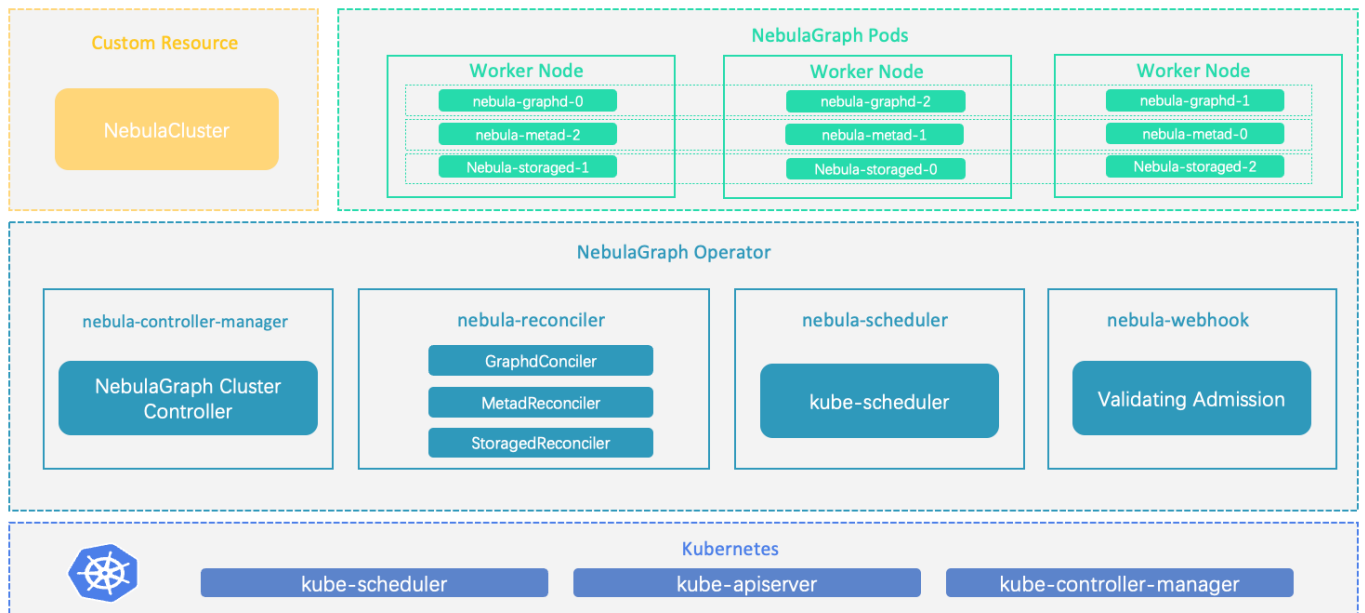 Custom Resource
NebulaCluster
NebulaGraph Pods
Worker Node
nebula-graphd-0
nebula-metad-2
Nebula-storaged-1
Worker Node
nebula-graphd-2
nebula-metad-1
Nebula-storaged-0
Worker Node
nebula-graphd-1
nebula-metad-0
Nebula-storaged-2
NebulaGraph Operator
nebula-controller-manager
NebulaGraph Cluster
Controller
nebula-reconciler
GraphdConciler
MetadReconciler
StoragedReconciler
nebula-scheduler
kube-scheduler
nebula-webhook
Validating Admission
Kubernetes
kube-scheduler
kube-apiserver
kube-controller-manager